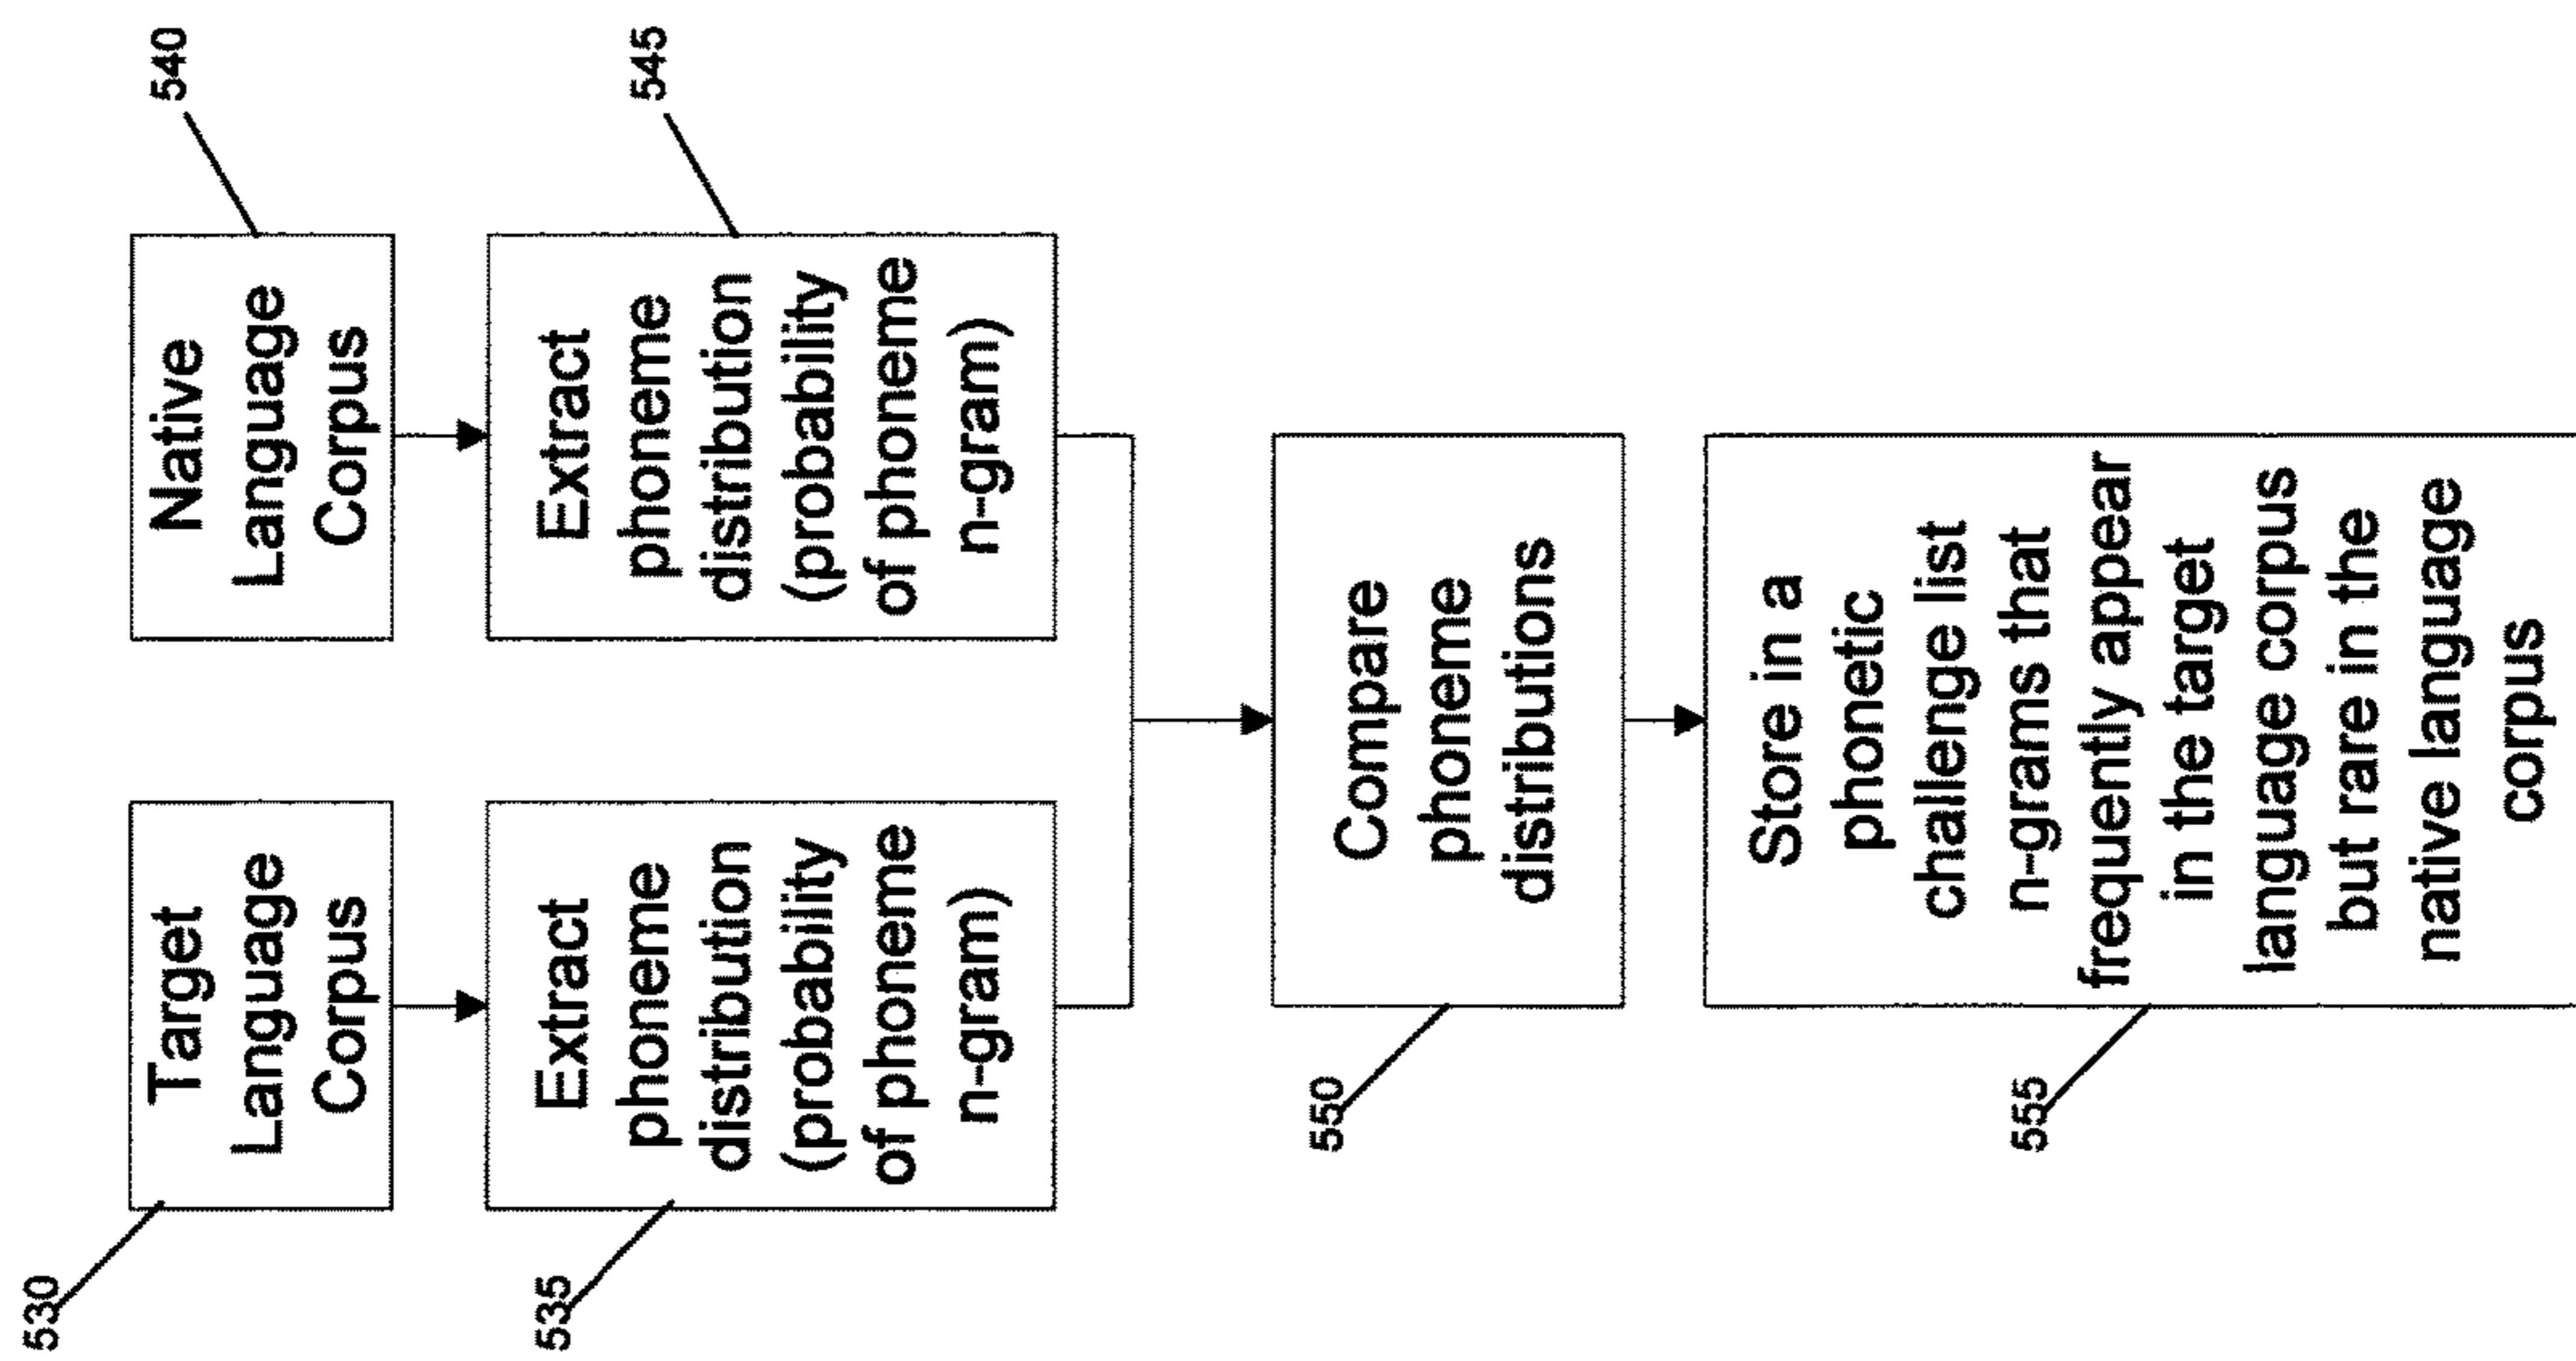 530
Target
Language
Corpus
540
Native
Language
Corpus
535
Extract
phoneme
distribution
(probability
of phoneme
n-gram)
545
Extract
phoneme
distribution
(probability
of phoneme
n-gram)
550
Compare
phoneme
distributions
555
Store in a
phonetic
challenge list
n-grams that
frequently appear
in the target
language corpus
but rare in the
native language
corpus